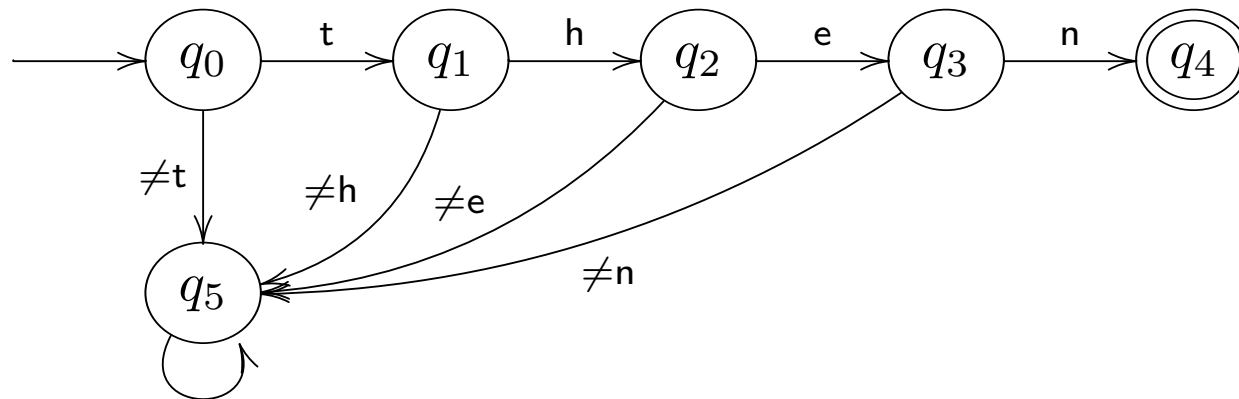 t h e n
q₀ q₁ q₂ q₃ q₄
≠t ≠h ≠e
≠n
q₅